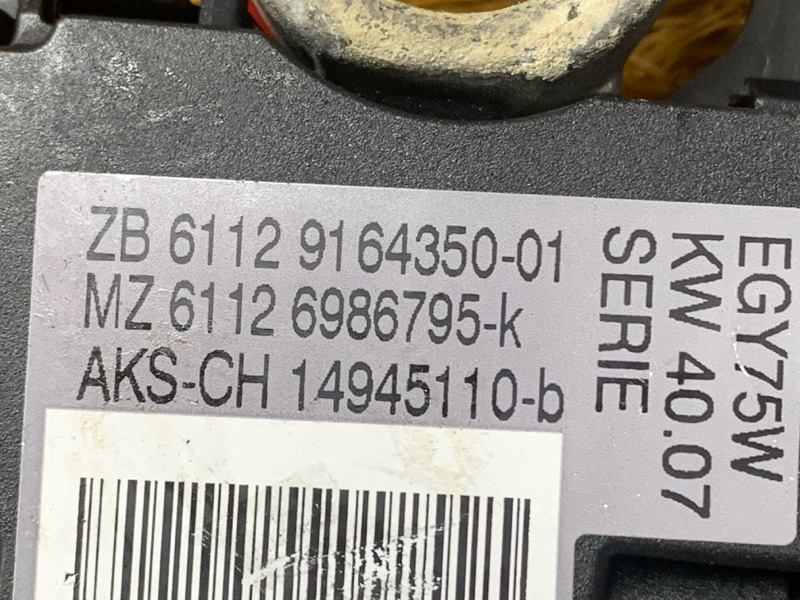 ZB 6112 9164350-01
MZ 6112 6986795-k
AKS-CH 14945110-b
EGY75W
KW 40.07
SERIE